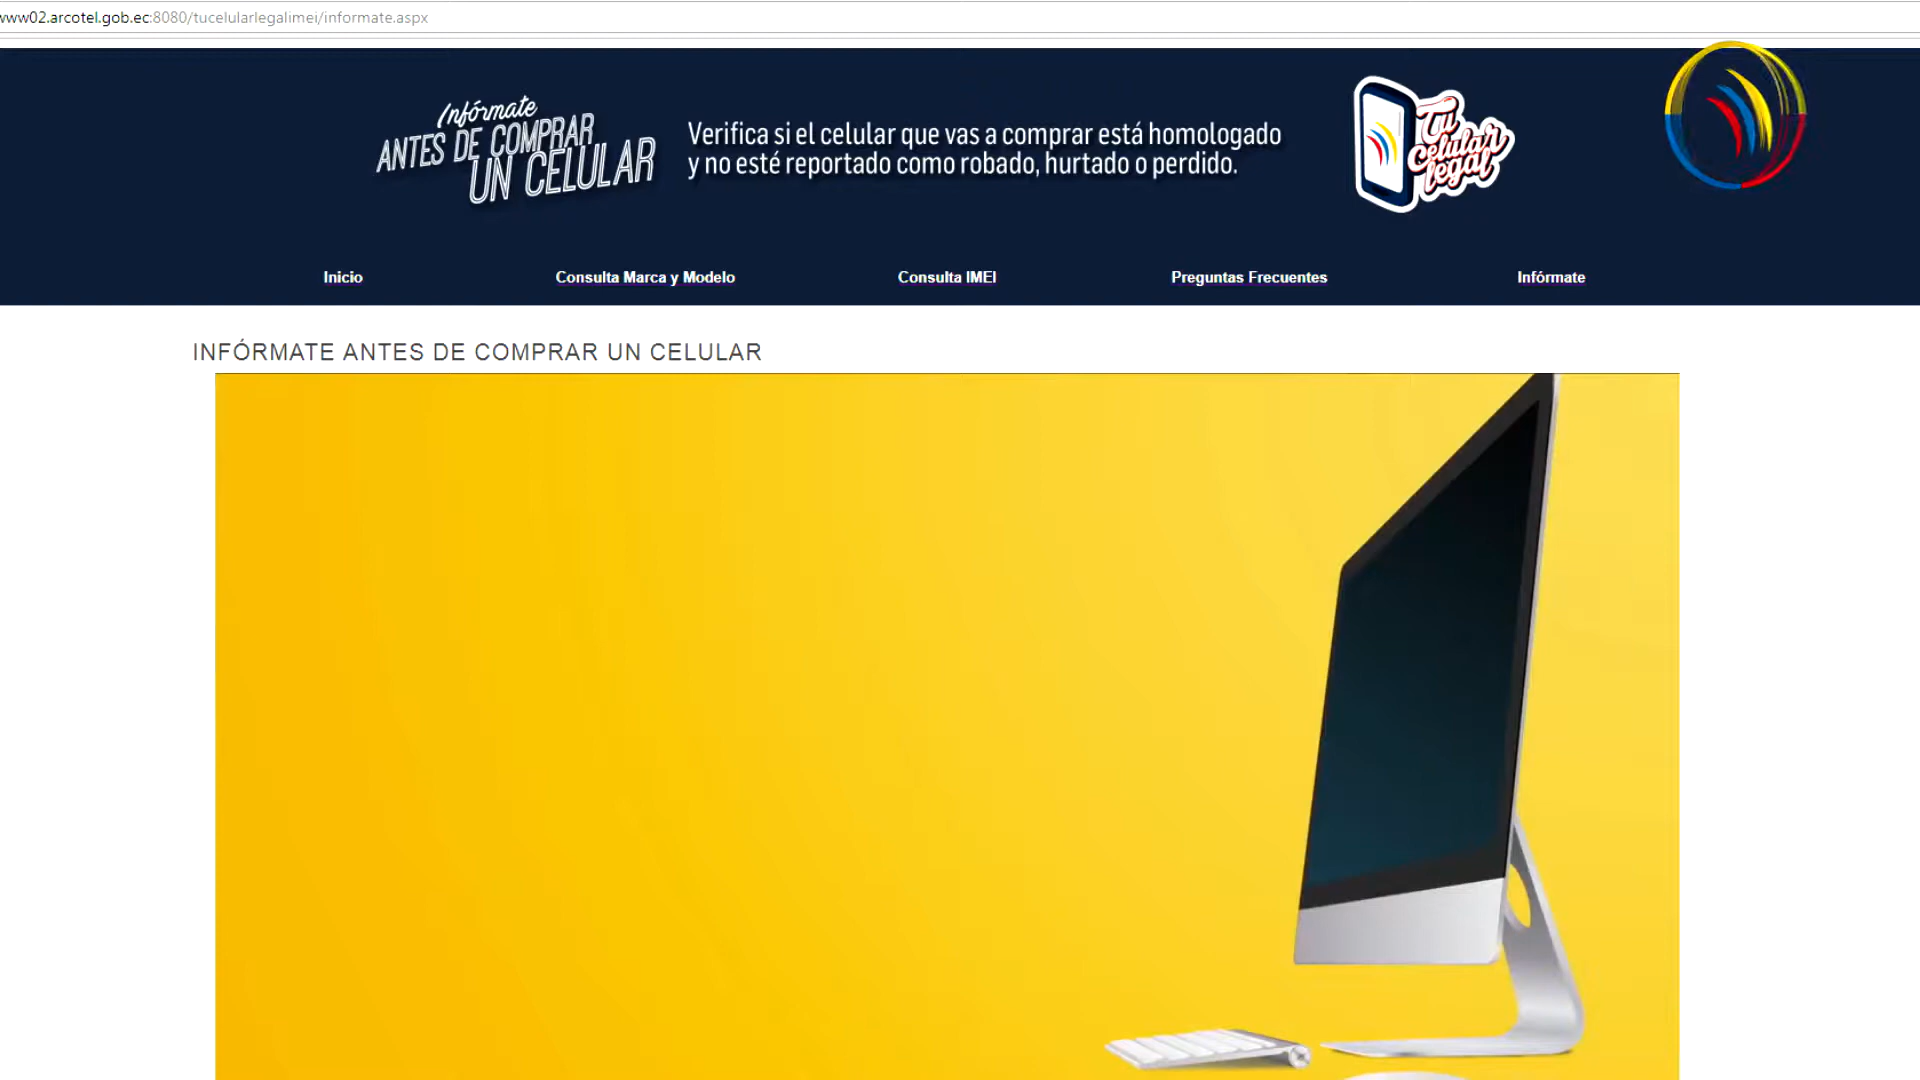 www02.arcotel.gob.ec:8080/tucelularlegalimei/informate.aspx
Infórmate
ANTES DE COMPRAR
UN CELULAR
Verifica si el celular que vas a comprar está homologado
y no esté reportado como robado, hurtado o perdido.
Tu
Celular
legal
Inicio
Consulta Marca y Modelo
Consulta IMEI
Preguntas Frecuentes
Infórmate
INFÓRMATE ANTES DE COMPRAR UN CELULAR